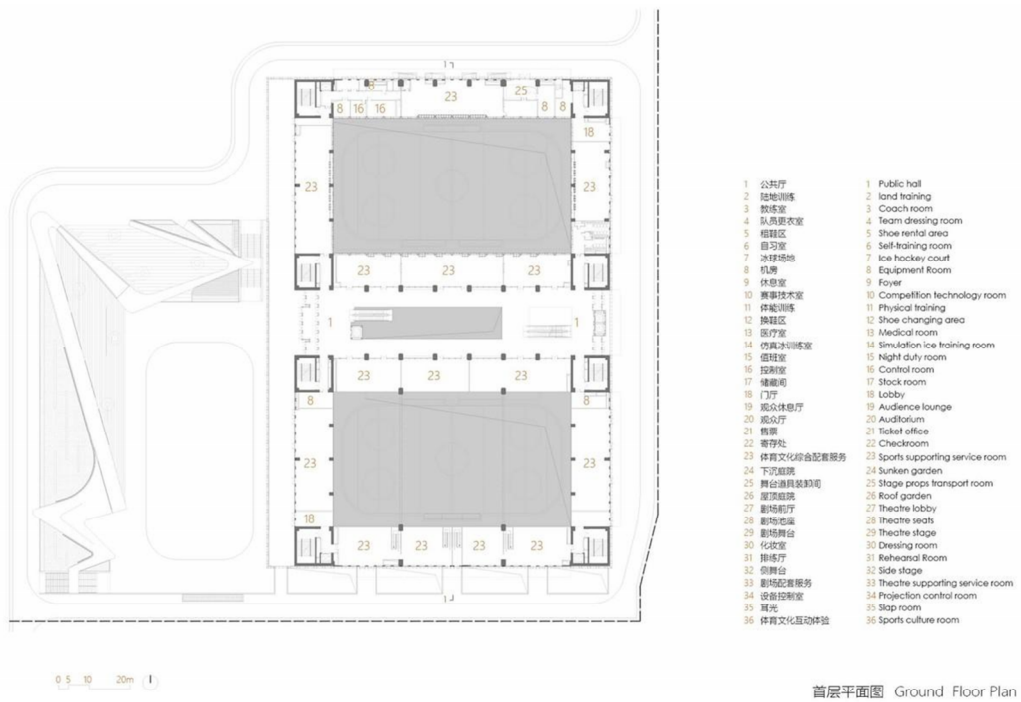 1
8
23
25
8
16
16
8
8
18
23
23
23
23
23
1
1
23
23
23
8
8
23
23
18
23
23
23
23
1
1 公共厅 1 Public hall
2 陆地训练 2 land training
3 教练室 3 Coach room
4 队员更衣室 4 Team dressing room
5 租鞋区 5 Shoe rental area
6 自习室 6 Self-training room
7 冰球场地 7 Ice hockey court
8 机房 8 Equipment Room
9 休息室 9 Foyer
10 赛事技术室 10 Competition technology room
11 体能训练 11 Physical training
12 换鞋区 12 Shoe changing area
13 医疗室 13 Medical room
14 仿真冰训练室 14 Simulation ice training room
15 值班室 15 Night duty room
16 控制室 16 Control room
17 储藏间 17 Stock room
18 门厅 18 Lobby
19 观众休息厅 19 Audience lounge
20 观众厅 20 Auditorium
21 售票 21 Ticket office
22 寄存处 22 Checkroom
23 体育文化综合配套服务 23 Sports supporting service room
24 下沉庭院 24 Sunken garden
25 舞台道具装卸间 25 Stage props transport room
26 屋顶庭院 26 Roof garden
27 剧场前厅 27 Theatre lobby
28 剧场池座 28 Theatre seats
29 剧场舞台 29 Theatre stage
30 化妆室 30 Dressing room
31 排练厅 31 Rehearsal Room
32 侧舞台 32 Side stage
33 剧场配套服务 33 Theatre supporting service room
34 设备控制室 34 Projection control room
35 耳光 35 Slap room
36 体育文化互动体验 36 Sports culture room
0 5 10 20m
首层平面图 Ground Floor Plan